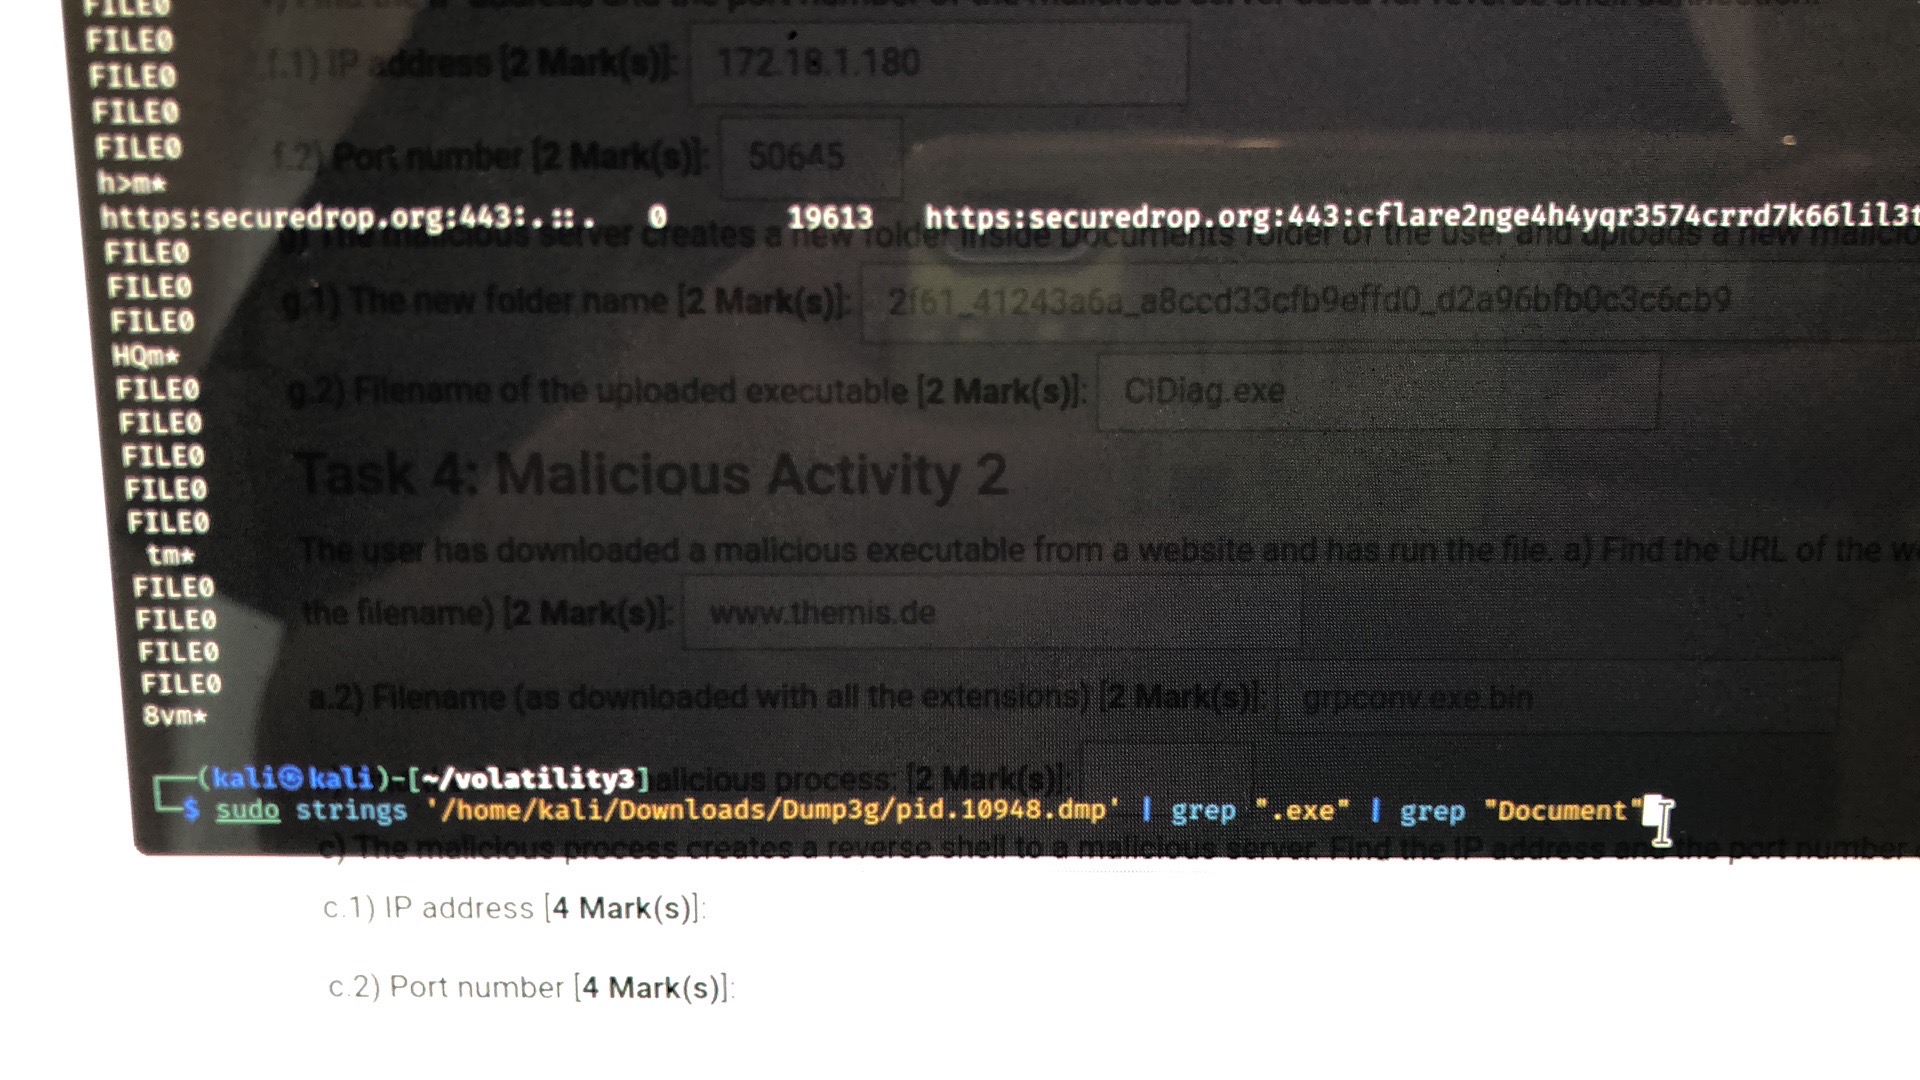 FILE0
FILE0
f.1) IP address [2 Mark(s)]: 172.18.1.180
FILE0
FILE0
FILE0
f.2) Port number [2 Mark(s)]: 50645
h>m*
https:securedrop.org:443:.::. 0 19613 https:securedrop.org:443:cflare2nge4h4yqr3574crrd7k66lil3t
g) The malicious server creates a new folder inside Documents folder of the user and uploads a new malicio
FILE0
FILE0
g.1) The new folder name [2 Mark(s)]: 2f61_41243a6a_a8ccd33cfb9effd0_d2a96bfb0c3c6cb9
FILE0
HQm*
FILE0
g.2) Filename of the uploaded executable [2 Mark(s)]: CIDiag.exe
FILE0
FILE0
Task 4: Malicious Activity 2
FILE0
FILE0
tm*
The user has downloaded a malicious executable from a website and has run the file. a) Find the URL of the w
FILE0
FILE0
the filename) [2 Mark(s)]: www.themis.de
FILE0
FILE0
a.2) Filename (as downloaded with all the extensions) [2 Mark(s)]: grpconv.exe.bin
8vm*
(kali㉿kali)-[~/volatility3]
alicious process: [2 Mark(s)]:
$ sudo strings '/home/kali/Downloads/Dump3g/pid.10948.dmp' | grep ".exe" | grep "Document"
c) The malicious process creates a reverse shell to a malicious server. Find the IP address and the port number
c.1) IP address [4 Mark(s)]:
c.2) Port number [4 Mark(s)]: